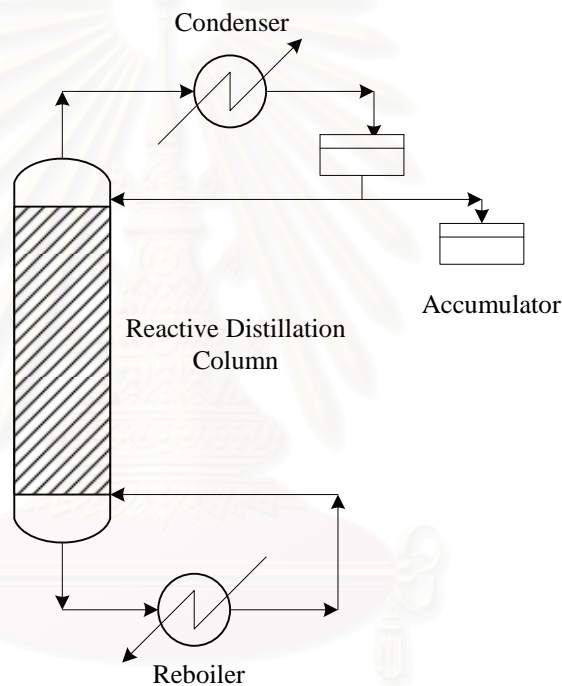 Condenser
Accumulator
Reactive Distillation
Column
Reboiler